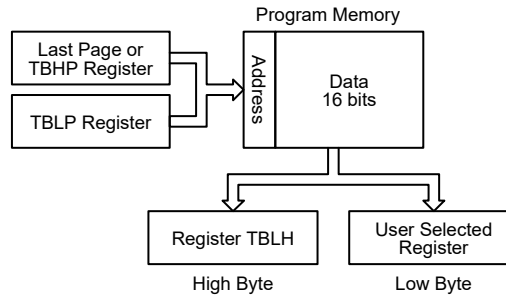 Program Memory
Last Page or
TBHP Register
TBLP Register
Address
Data
16 bits
Register TBLH
User Selected
Register
High Byte
Low Byte